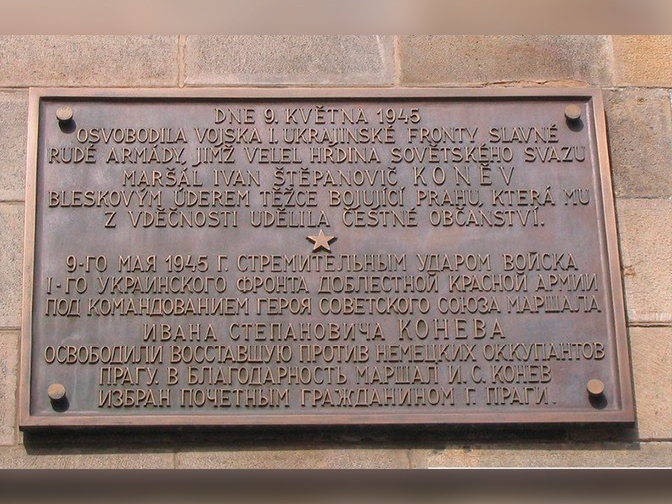 DNE 9. KVĚTNA 1945
OSVOBODILA VOJSKA I. UKRAJINSKÉ FRONTY SLAVNÉ
RUDÉ ARMÁDY, JIMŽ VELEL HRDINA SOVĚTSKÉHO SVAZU
MARŠÁL IVAN ŠTĚPANOVIČ KONĚV
BLESKOVÝM ÚDEREM TĚŽCE BOJUJÍCÍ PRAHU, KTERÁ MU
Z VDĚČNOSTI UDĚLILA ČESTNÉ OBČANSTVÍ.
9-ГО МАЯ 1945 Г. СТРЕМИТЕЛЬНЫМ УДАРОМ ВОЙСКА
I-ГО УКРАИНСКОГО ФРОНТА ДОБЛЕСТНОЙ КРАСНОЙ АРМИИ
ПОД КОМАНДОВАНИЕМ ГЕРОЯ СОВЕТСКОГО СОЮЗА МАРШАЛА
ИВАНА СТЕПАНОВИЧА КОНЕВА
ОСВОБОДИЛИ ВОССТАВШУЮ ПРОТИВ НЕМЕЦКИХ ОККУПАНТОВ
ПРАГУ. В БЛАГОДАРНОСТЬ МАРШАЛ И. С. КОНЕВ
ИЗБРАН ПОЧЕТНЫМ ГРАЖДАНИНОМ Г. ПРАГИ.